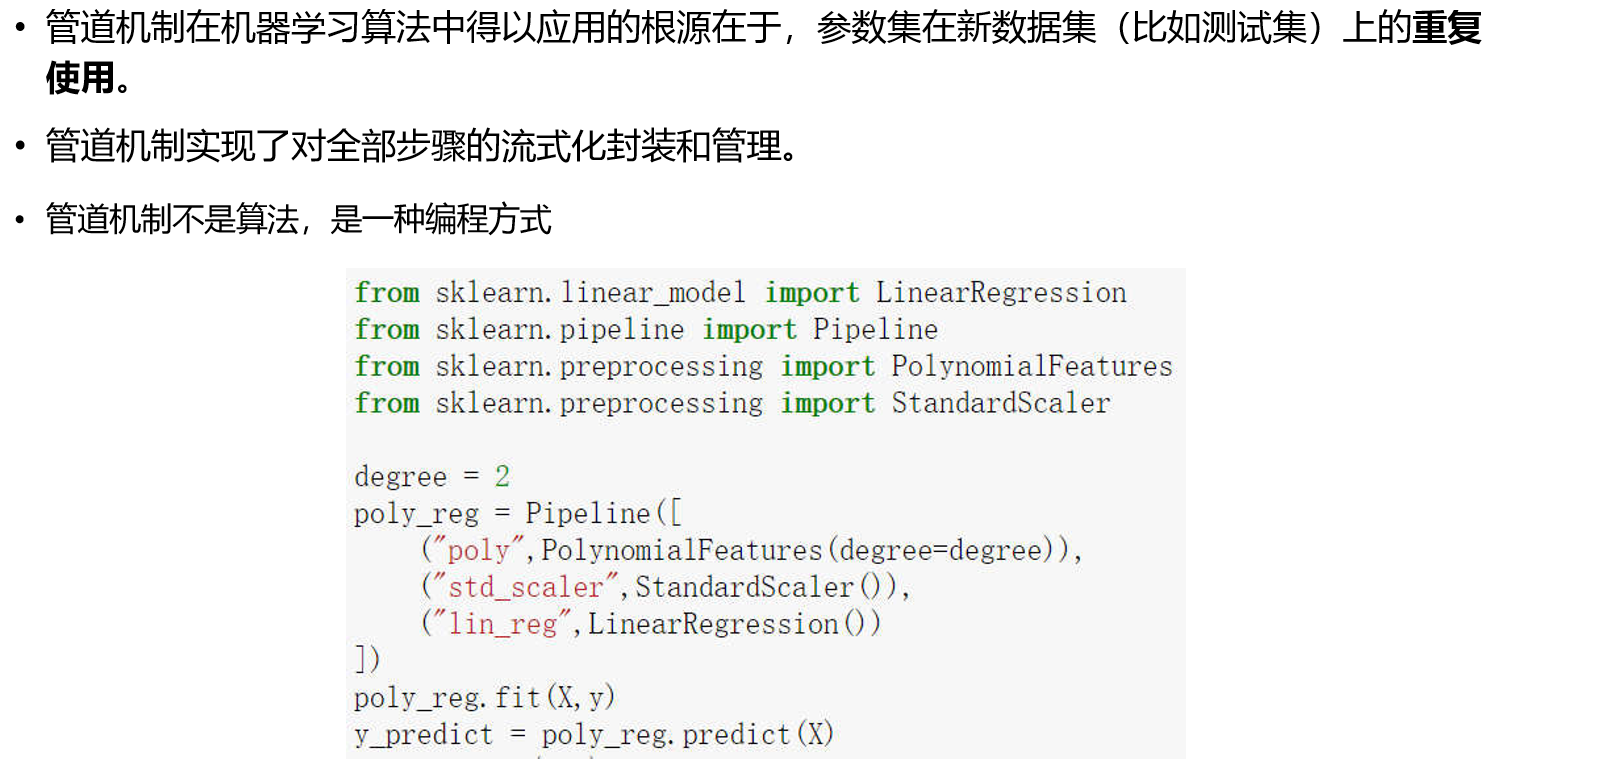 • 管道机制在机器学习算法中得以应用的根源在于，参数集在新数据集（比如测试集）上的重复
使用。
• 管道机制实现了对全部步骤的流式化封装和管理。
• 管道机制不是算法，是一种编程方式
from sklearn.linear_model import LinearRegression
from sklearn.pipeline import Pipeline
from sklearn.preprocessing import PolynomialFeatures
from sklearn.preprocessing import StandardScaler
degree = 2
poly_reg = Pipeline([
("poly",PolynomialFeatures(degree=degree)),
("std_scaler",StandardScaler()),
("lin_reg",LinearRegression())
])
poly_reg.fit(X,y)
y_predict = poly_reg.predict(X)